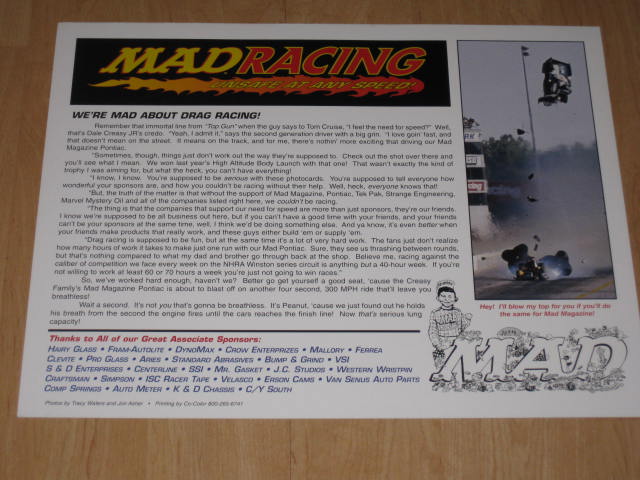 MAD RACING
UNSAFE AT ANY SPEED!
WE'RE MAD ABOUT DRAG RACING!
Remember that immortal line from "Top Gun" when the guy says to Tom Cruise, "I feel the need for speed?" Well,
that's Dale Creasy JR's credo. "Yeah, I admit it," says the second generation driver with a big grin. "I love goin' fast, and
that doesn't mean on the street. It means on the track, and for me, there's nothin' more exciting that driving our Mad
Magazine Pontiac.
"Sometimes, though, things just don't work out the way they're supposed to. Check out the shot over there and
you'll see what I mean. We won last year's High Altitude Body Launch with that one! That wasn't exactly the kind of
trophy I was aiming for, but what the heck, you can't have everything!
"I know, I know. You're supposed to be serious with these photocards. You're supposed to tell everyone how
wonderful your sponsors are, and how you couldn't be racing without their help. Well, heck, everyone knows that!
"But, the truth of the matter is that without the support of Mad Magazine, Pontiac, Tek Pak, Strange Engineering,
Marvel Mystery Oil and all of the companies listed right here, we couldn't be racing.
"The thing is that the companies that support our need for speed are more than just sponsors, they're our friends.
I know we're supposed to be all business out here, but if you can't have a good time with your friends, and your friends
can't be your sponsors at the same time, well, I think we'd be doing something else. And ya know, it's even better when
your friends make products that really work, and these guys either build 'em or supply 'em.
"Drag racing is supposed to be fun, but at the same time it's a lot of very hard work. The fans just don't realize
how many hours of work it takes to make just one run with our Mad Pontiac. Sure, they see us thrashing between rounds,
but that's nothing compared to what my dad and brother go through back at the shop. Believe me, racing against the
caliber of competition we face every week on the NHRA Winston series circuit is anything but a 40-hour week. If you're
not willing to work at least 60 or 70 hours a week you're just not going to win races."
So, we've worked hard enough, haven't we? Better go get yourself a good seat, 'cause the Creasy
Family's Mad Magazine Pontiac is about to blast off on another four second, 300 MPH ride that'll leave you
breathless!
Wait a second. It's not you that's gonna be breathless. It's Peanut, 'cause we just found out he holds
his breath from the second the engine fires until the car reaches the finish line! Now that's serious lung
capacity!
Hey! I'll blow my top for you if you'll do
the same for Mad Magazine!
Thanks to All of our Great Associate Sponsors:
Hairy Glass • Fram-Autolite • DynoMax • Crow Enterprizes • Mallory • Ferrea
Clevite • Pro Glass • Aries • Standard Abrasives • Bump & Grind • VSI
S & D Enterprises • Centerline • SSI • Mr. Gasket • J.C. Studios • Western Wristpin
Craftsman • Simpson • ISC Racer Tape • Velasco • Erson Cams • Van Senus Auto Parts
Comp Springs • Auto Meter • K & D Chassis • C/Y South
MAD
Photos by Tracy Waters and Jon Asher • Printing by Co-Color 800-265-6741